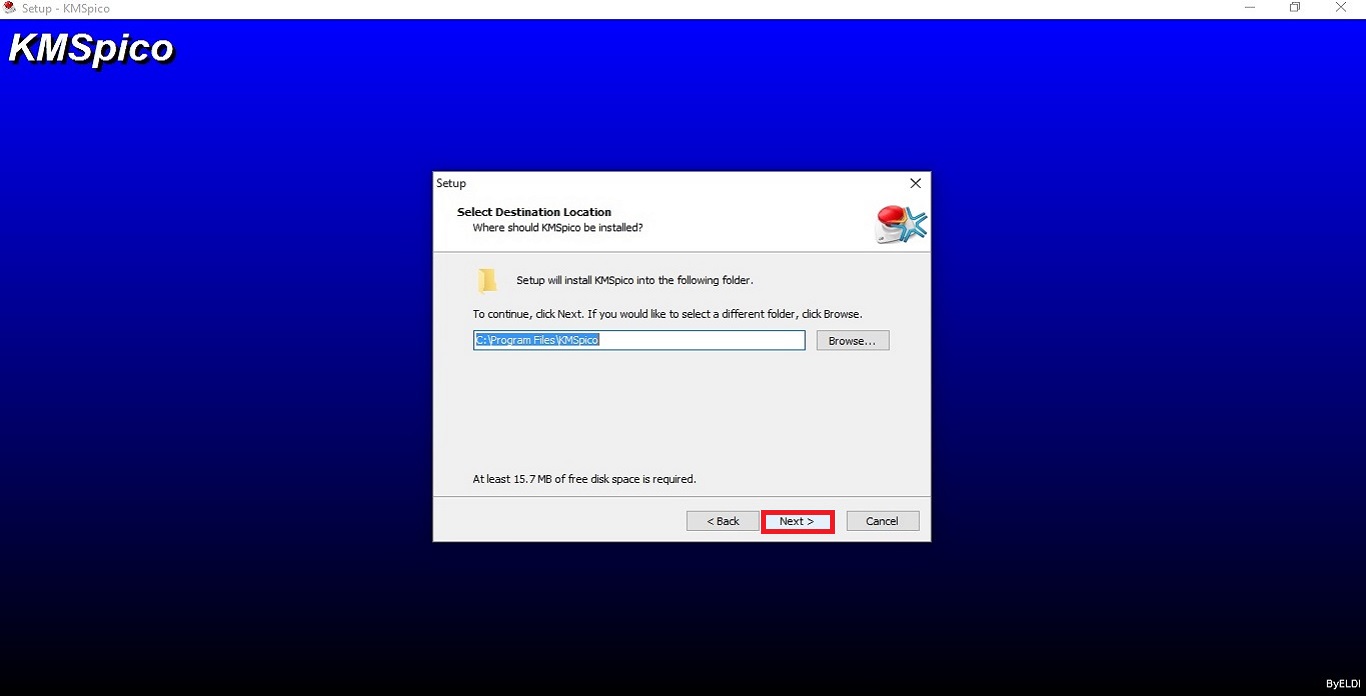 Setup - KMSpico
KMSpico
Setup
Select Destination Location
Where should KMSpico be installed?
Setup will install KMSpico into the following folder.
To continue, click Next. If you would like to select a different folder, click Browse.
C:\Program Files\KMSpico
Browse...
At least 15.7 MB of free disk space is required.
< Back
Next >
Cancel
ByELDI